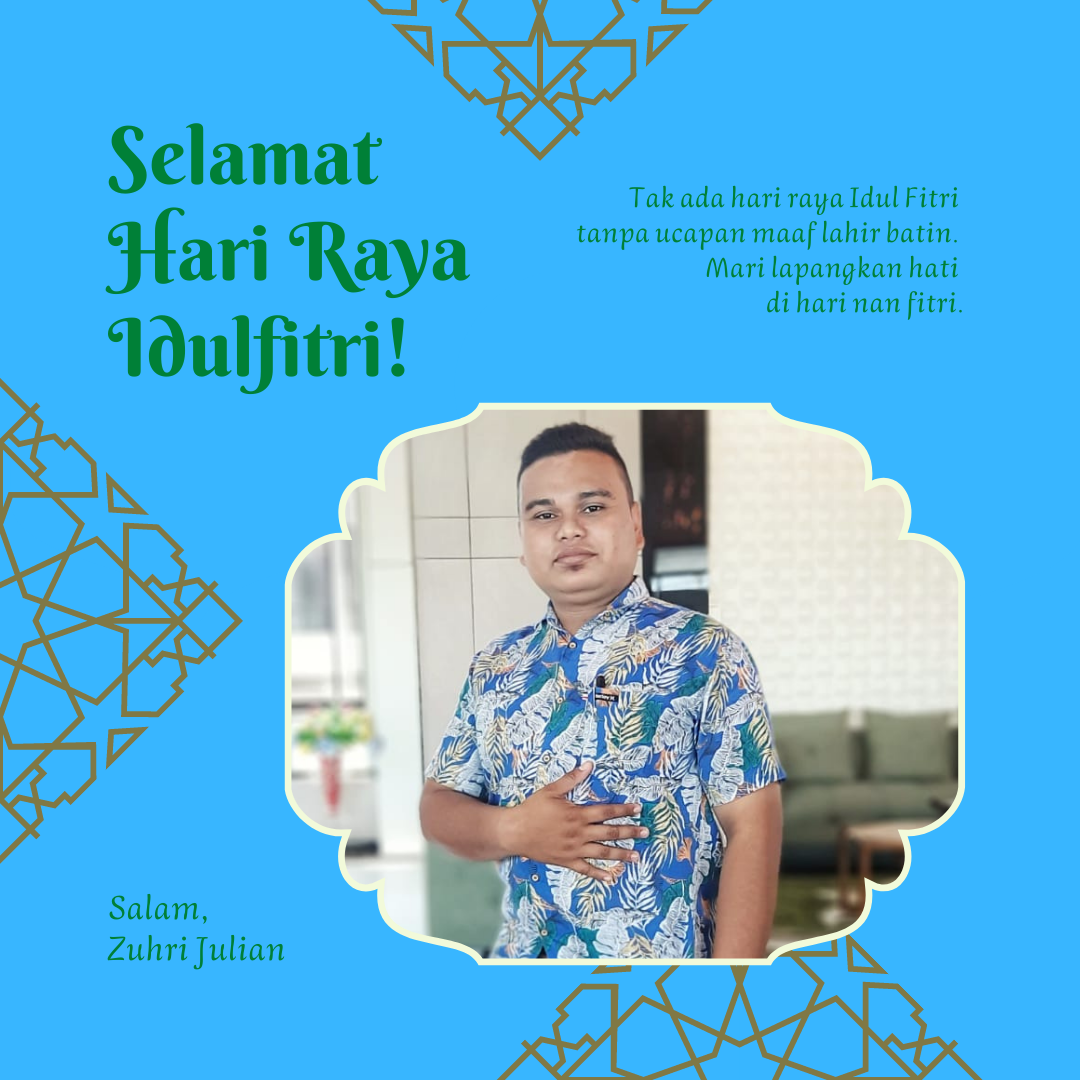 Selamat
Hari Raya
Idulfitri!
Tak ada hari raya Idul Fitri
tanpa ucapan maaf lahir batin.
Mari lapangkan hati
di hari nan fitri.
Salam,
Zuhri Julian